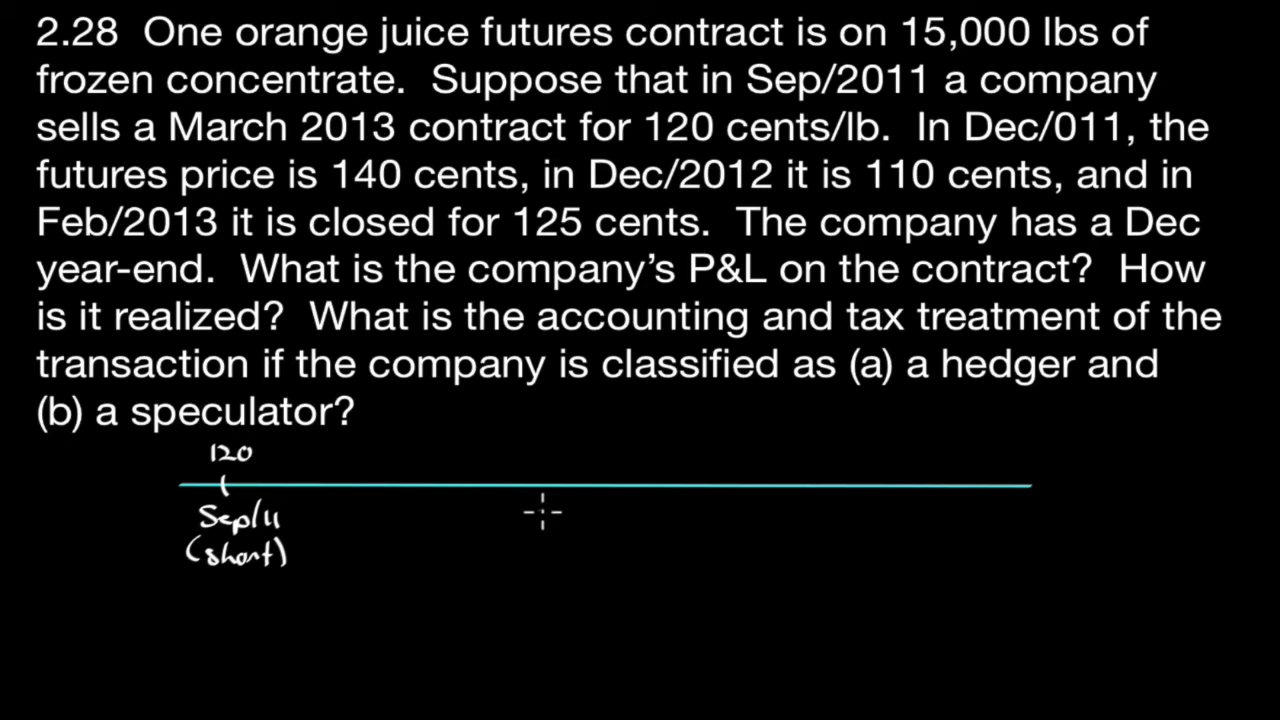 2.28 One orange juice futures contract is on 15,000 lbs of
frozen concentrate. Suppose that in Sep/2011 a company
sells a March 2013 contract for 120 cents/lb. In Dec/011, the
futures price is 140 cents, in Dec/2012 it is 110 cents, and in
Feb/2013 it is closed for 125 cents. The company has a Dec
year-end. What is the company’s P&L on the contract? How
is it realized? What is the accounting and tax treatment of the
transaction if the company is classified as (a) a hedger and
(b) a speculator?
120
Sep/11
(short)